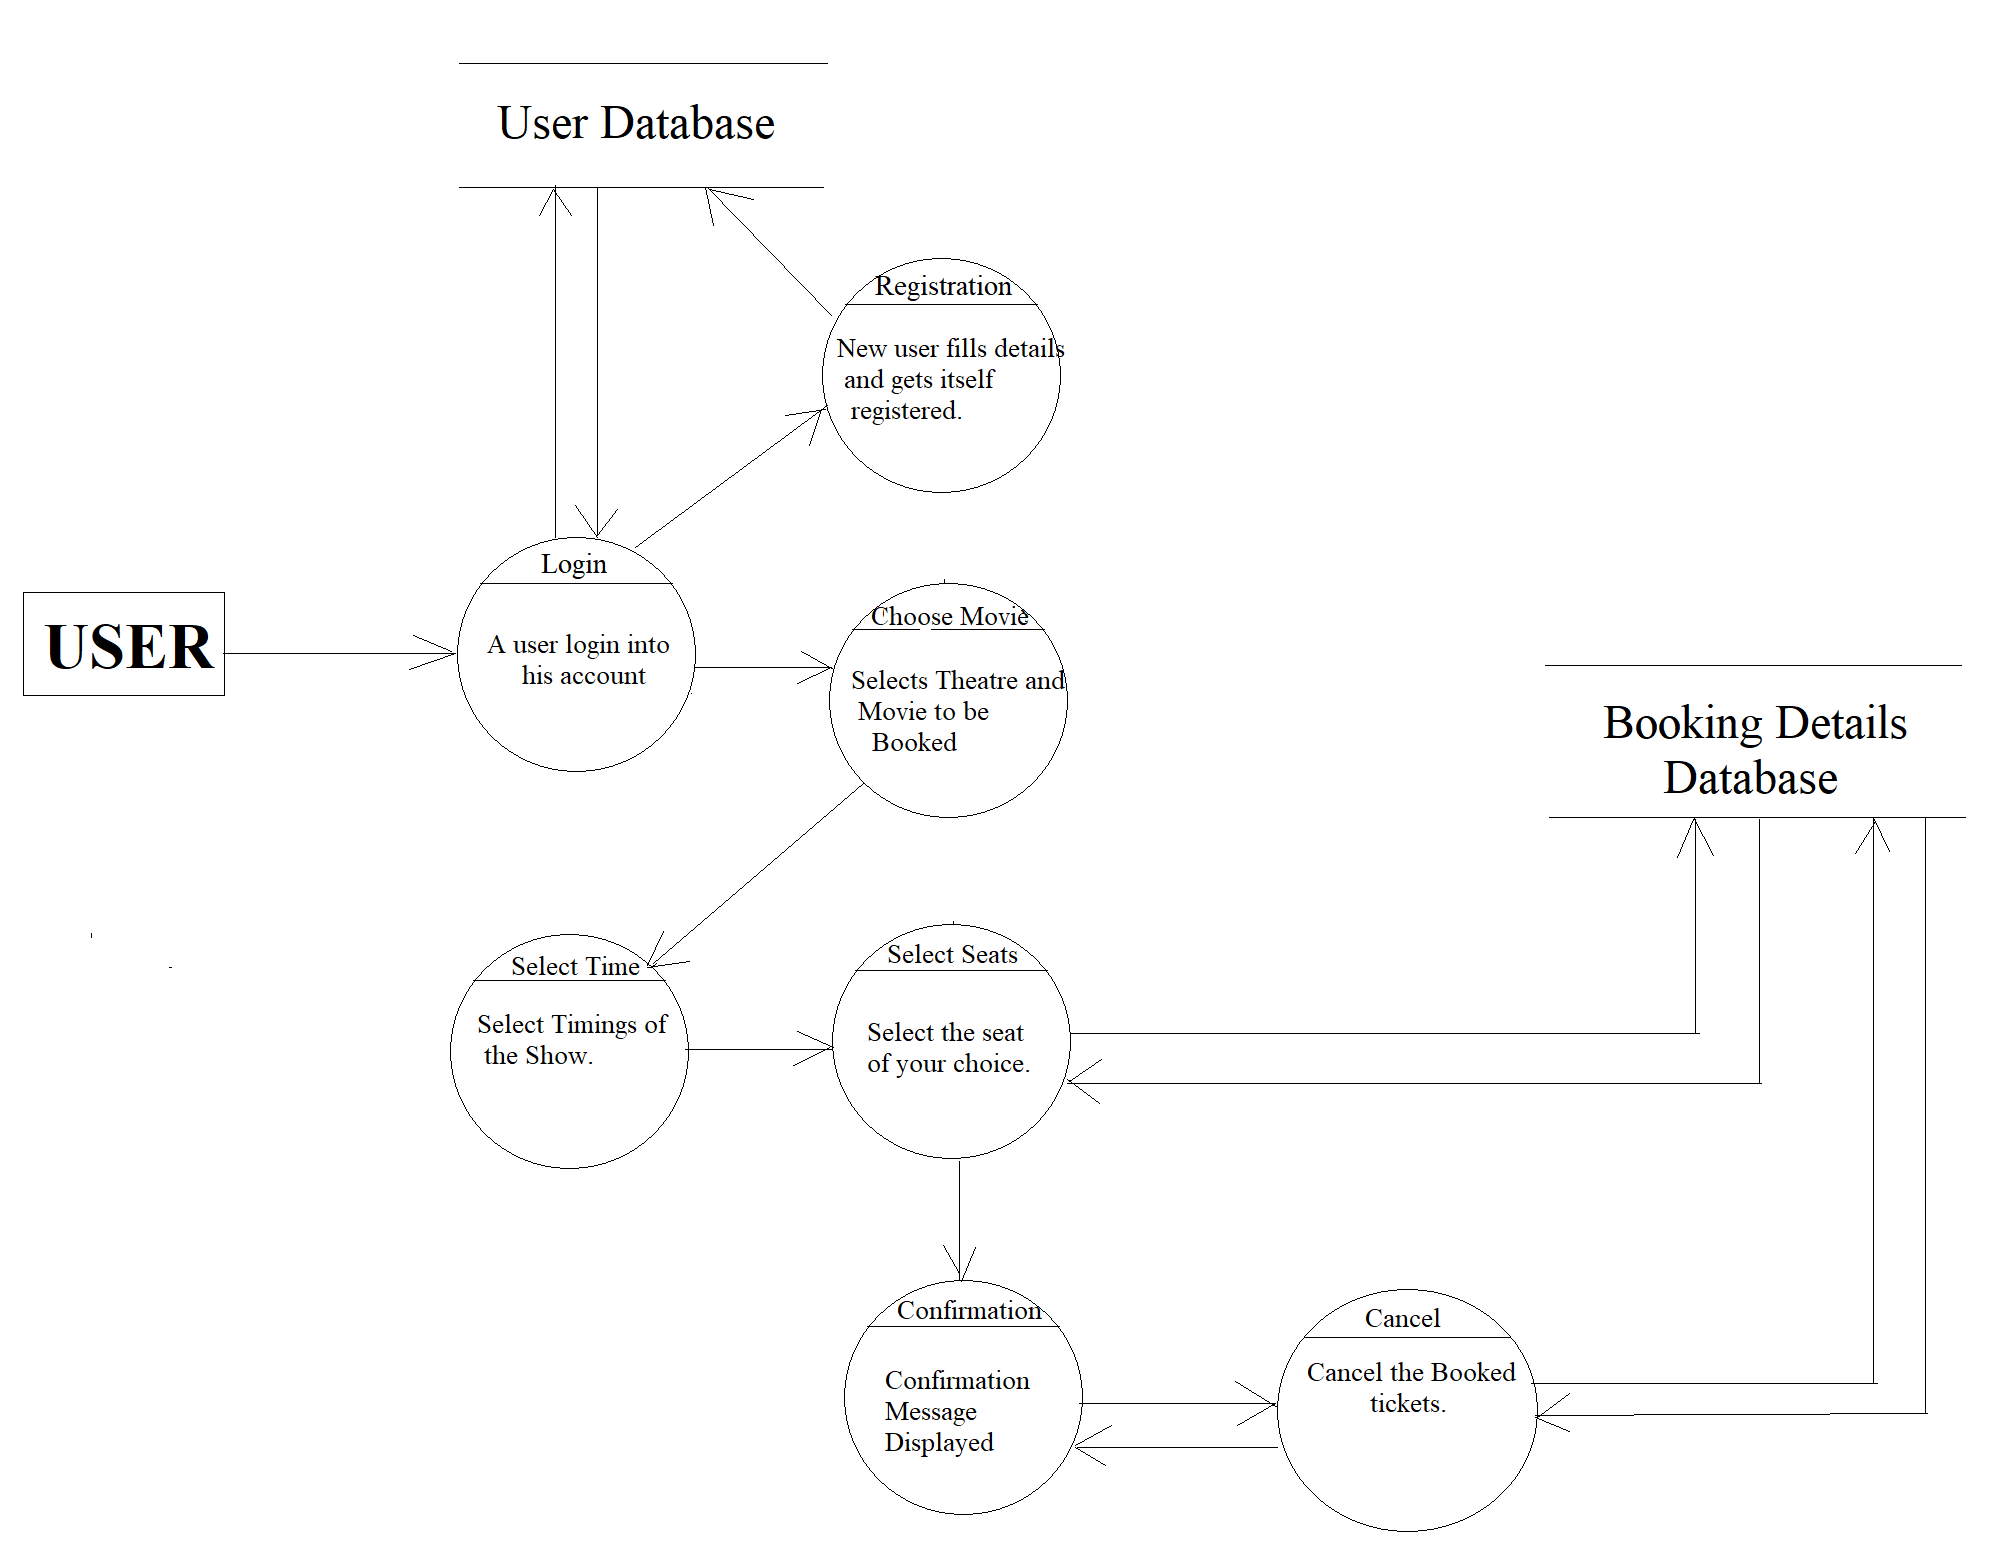 User Database
Registration
New user fills details
and gets itself
registered.
Login
A user login into
his account
USER
Choose Movie
Selects Theatre and
Movie to be
Booked
Booking Details
Database
Select Time
Select Timings of
the Show.
Select Seats
Select the seat
of your choice.
Confirmation
Confirmation
Message
Displayed
Cancel
Cancel the Booked
tickets.